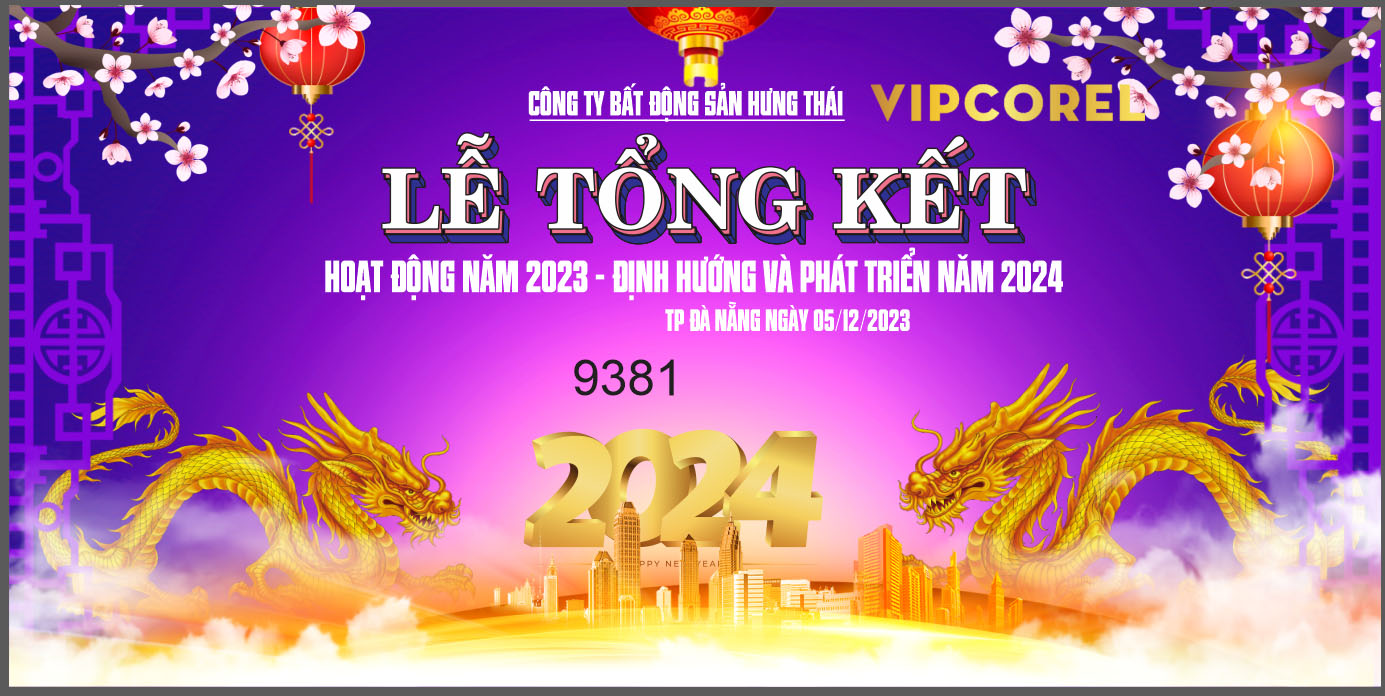 CÔNG TY BẤT ĐỘNG SẢN HƯNG THÁI
VIPCOREL
LỄ TỔNG KẾT
HOẠT ĐỘNG NĂM 2023 - ĐỊNH HƯỚNG VÀ PHÁT TRIỂN NĂM 2024
TP ĐÀ NẴNG NGÀY 05/12/2023
9381
2024